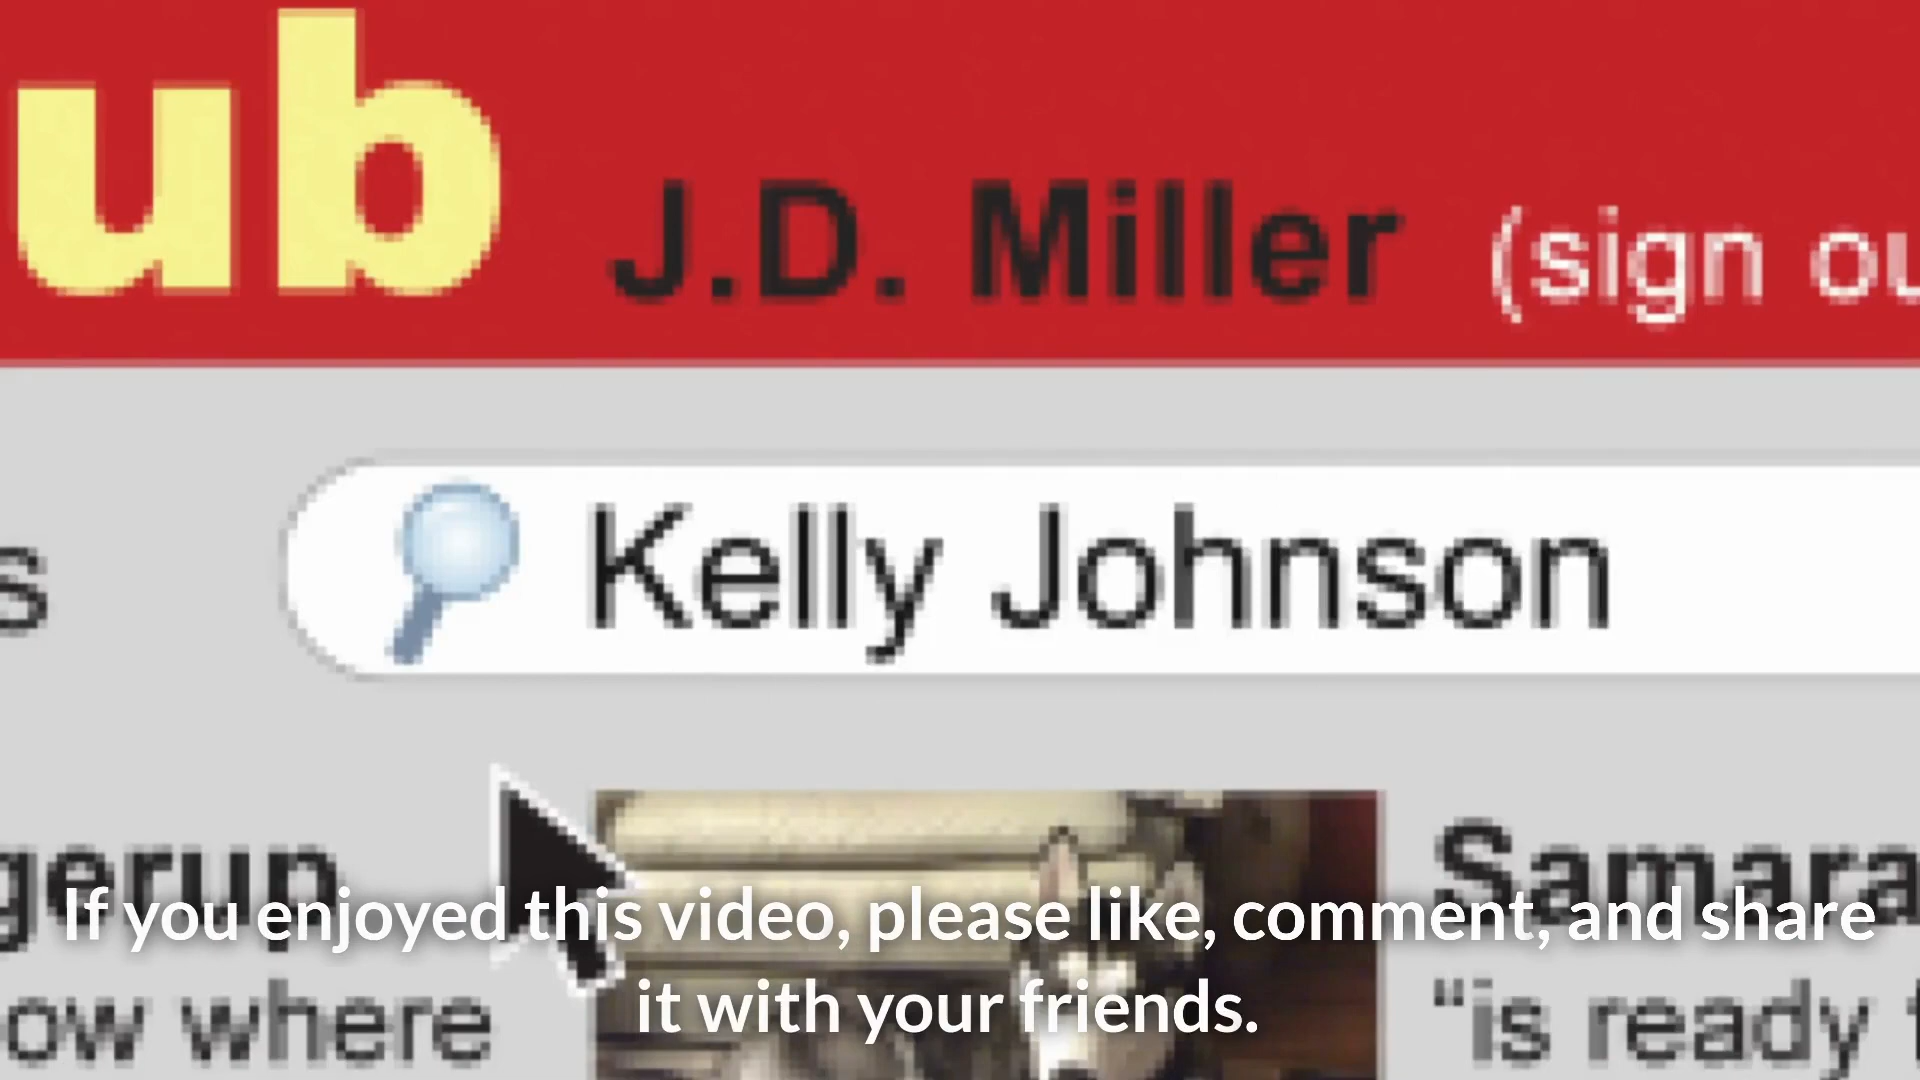 ub J.D. Miller (sign ou
s
Kelly Johnson
gerup
Samara
If you enjoyed this video, please like, comment, and share
it with your friends.
ow where
"is ready